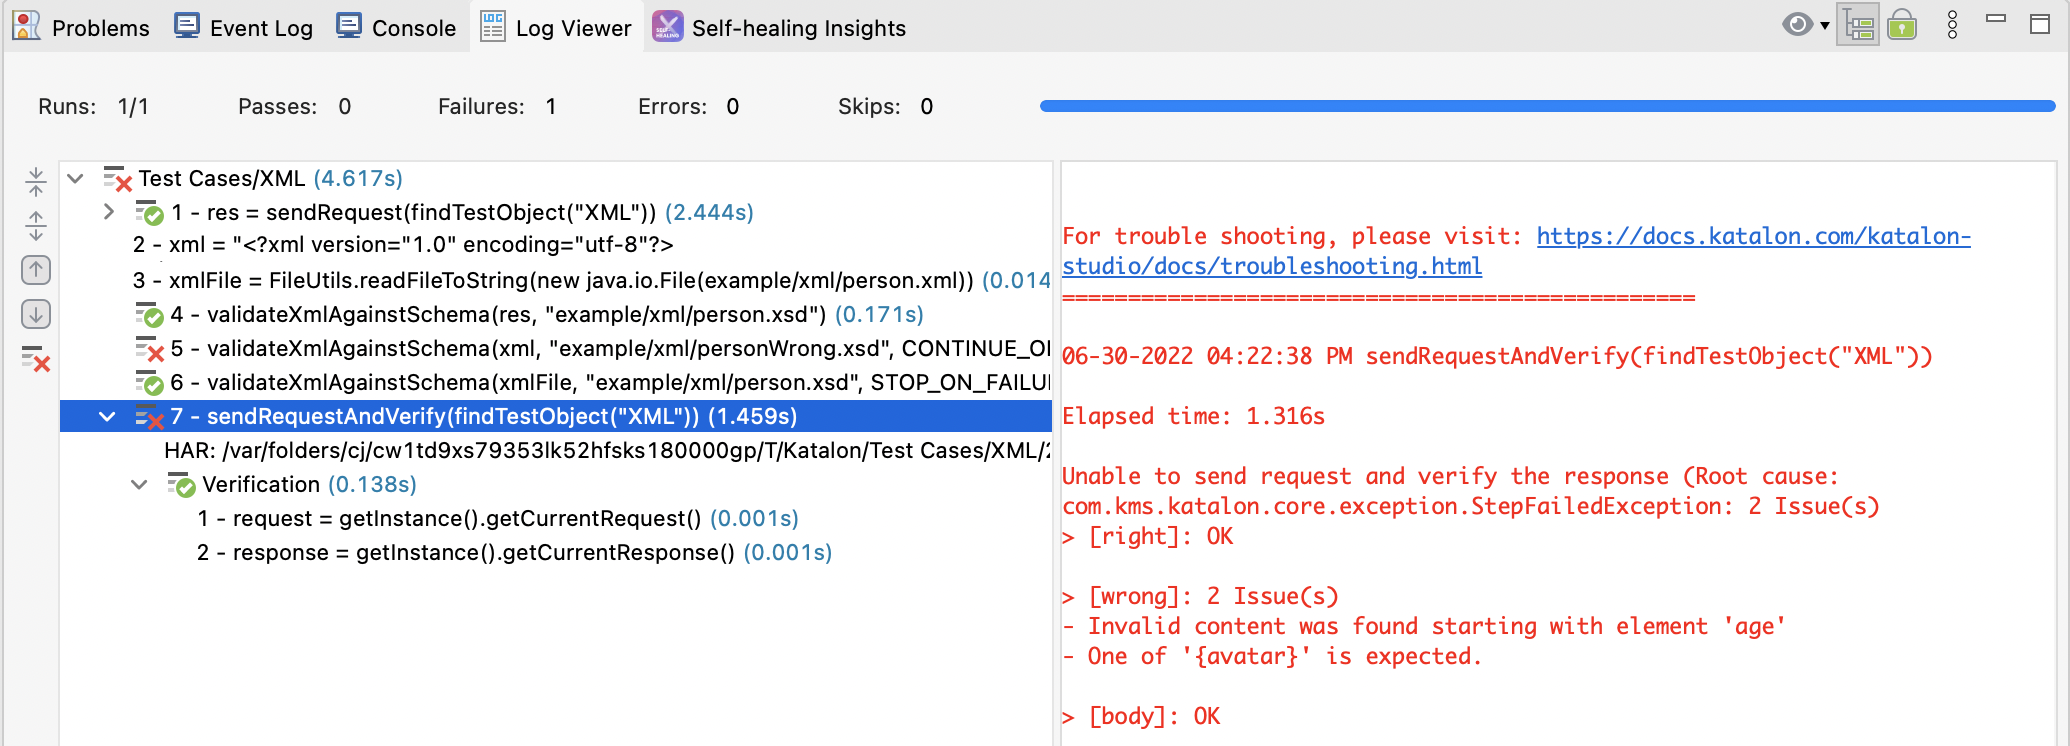 Problems Event Log Console Log Viewer Self-healing Insights
Runs: 1/1 Passes: 0 Failures: 1 Errors: 0 Skips: 0
Test Cases/XML (4.617s)
1 - res = sendRequest(findTestObject("XML")) (2.444s)
2 - xml = "<?xml version="1.0" encoding="utf-8"?>
3 - xmlFile = FileUtils.readFileToString(new java.io.File(example/xml/person.xml)) (0.014
4 - validateXmlAgainstSchema(res, "example/xml/person.xsd") (0.171s)
5 - validateXmlAgainstSchema(xml, "example/xml/personWrong.xsd", CONTINUE_O
6 - validateXmlAgainstSchema(xmlFile, "example/xml/person.xsd", STOP_ON_FAILU
7 - sendRequestAndVerify(findTestObject("XML")) (1.459s)
HAR: /var/folders/cj/cw1td9xs79353lk52hfsks180000gp/T/Katalon/Test Cases/XML/2
Verification (0.138s)
1 - request = getInstance().getCurrentRequest() (0.001s)
2 - response = getInstance().getCurrentResponse() (0.001s)
For trouble shooting, please visit: https://docs.katalon.com/katalon-
studio/docs/troubleshooting.html
================================================
06-30-2022 04:22:38 PM sendRequestAndVerify(findTestObject("XML"))
Elapsed time: 1.316s
Unable to send request and verify the response (Root cause:
com.kms.katalon.core.exception.StepFailedException: 2 Issue(s)
> [right]: OK
> [wrong]: 2 Issue(s)
- Invalid content was found starting with element 'age'
- One of '{avatar}' is expected.
> [body]: OK